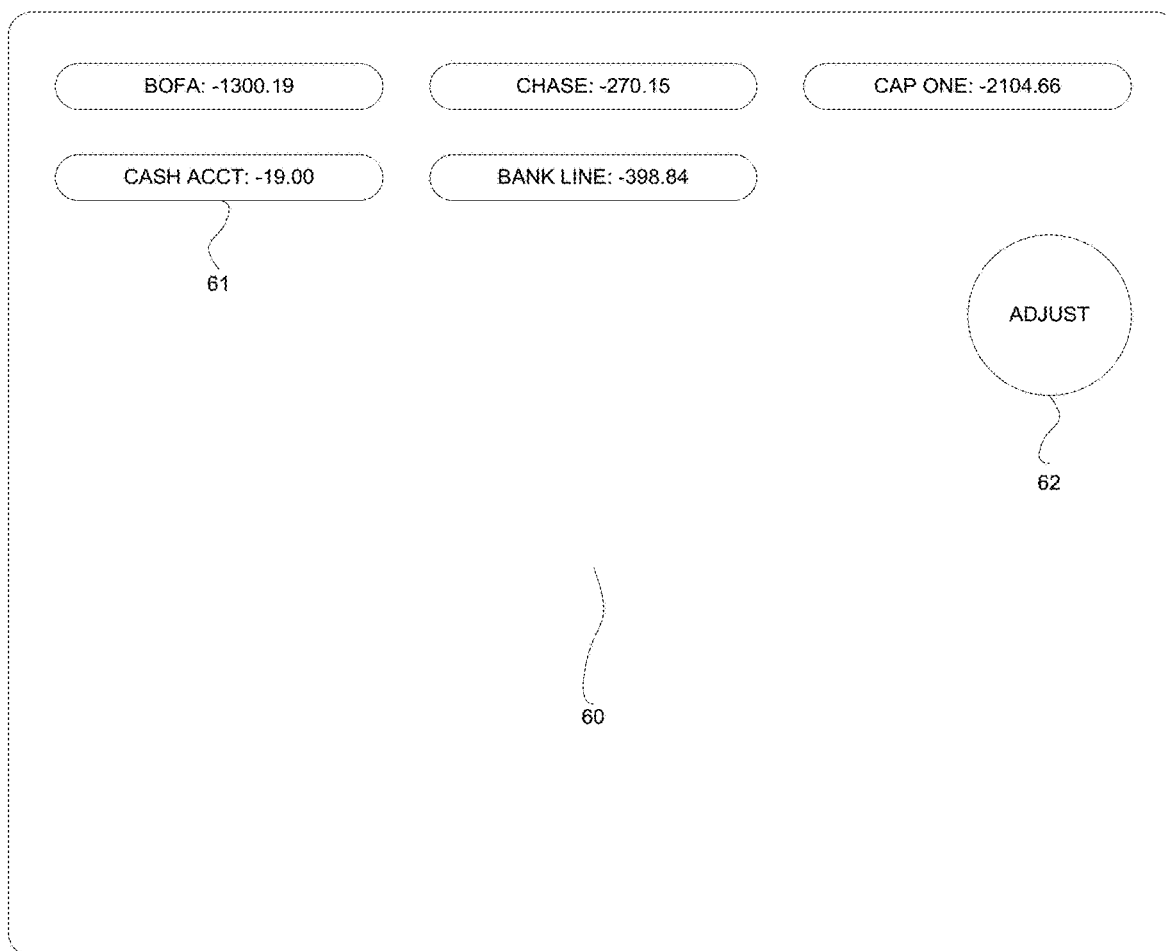 BOFA: -1300.19
CHASE: -270.15
CAP ONE: -2104.66
CASH ACCT: -19.00
BANK LINE: -398.84
61
ADJUST
62
60